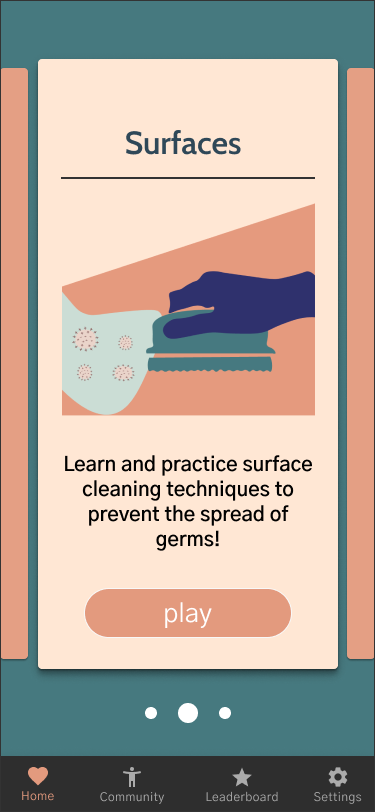 Surfaces
Learn and practice surface
cleaning techniques to
prevent the spread of
germs!
play
Home
Community
Leaderboard
Settings